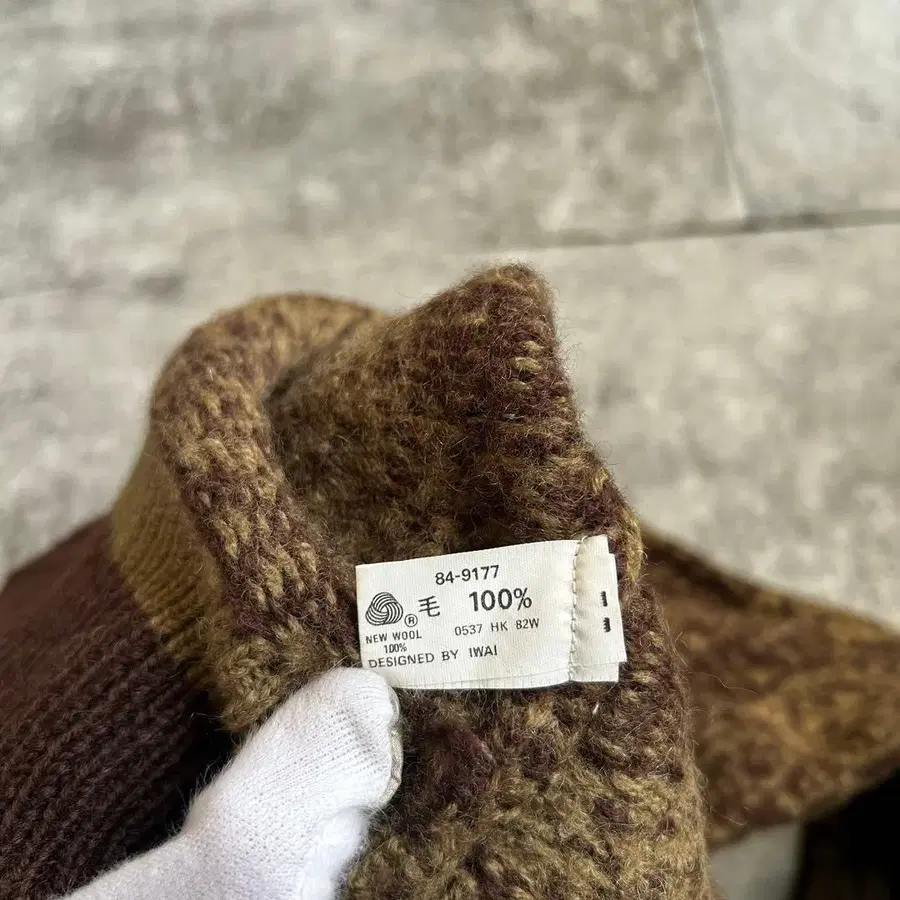 84-9177
® 毛 100%
NEW WOOL
100%
0537 HK 82W
DESIGNED BY IWAI